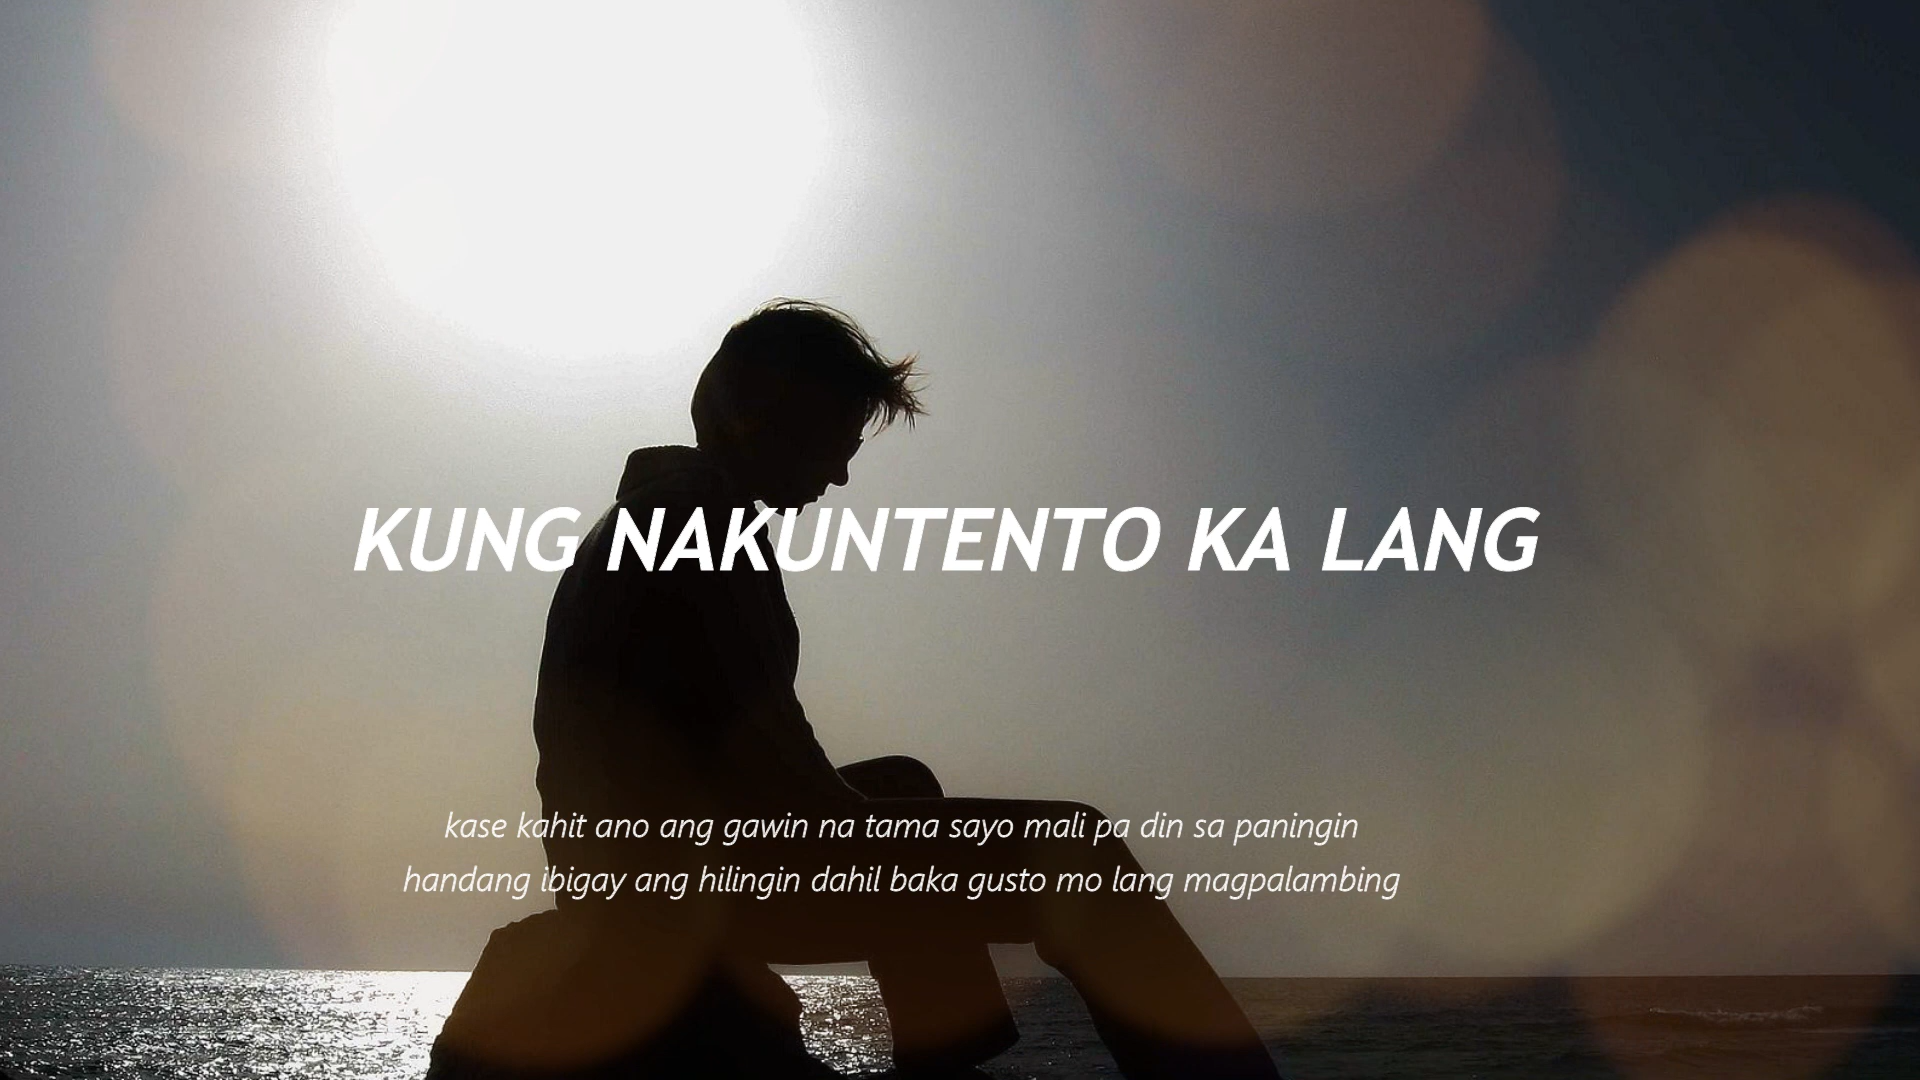 KUNG NAKUNTENTO KA LANG
kase kahit ano ang gawin na tama sayo mali pa din sa paningin
handang ibigay ang hilingin dahil baka gusto mo lang magpalambing